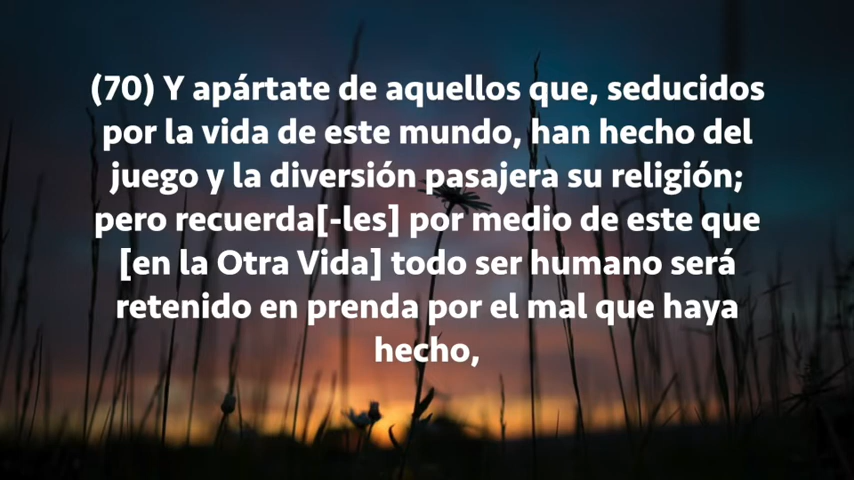 (70) Y apártate de aquellos que, seducidos
por la vida de este mundo, han hecho del
juego y la diversión pasajera su religión;
pero recuerda[-les] por medio de este que
[en la Otra Vida] todo ser humano será
retenido en prenda por el mal que haya
hecho,